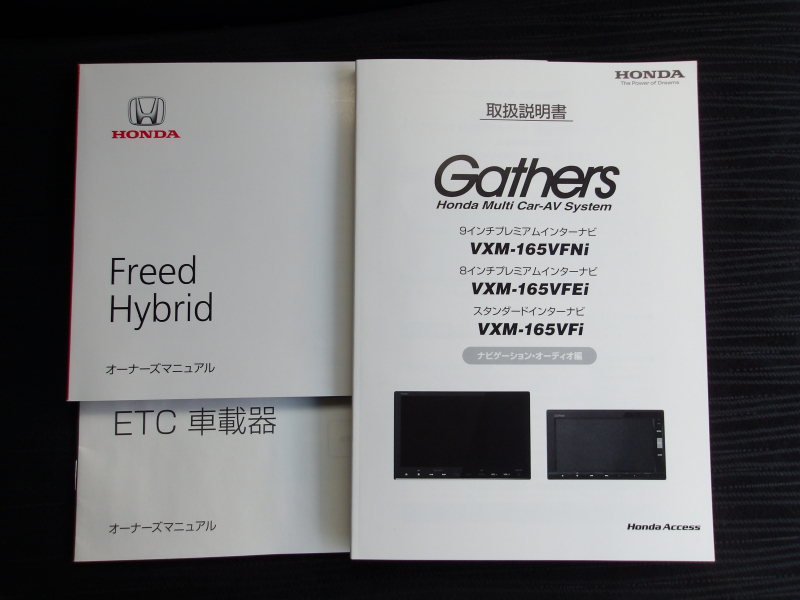 HONDA
Freed
Hybrid
オーナーズマニュアル
ETC 車載器
オーナーズマニュアル
HONDA
The Power of Dreams
取扱説明書
Gathers
Honda Multi Car-AV System
9インチプレミアムインターナビ
VXM-165VFNi
8インチプレミアムインターナビ
VXM-165VFEi
スタンダードインターナビ
VXM-165VFi
ナビゲーション・オーディオ編
Honda Access